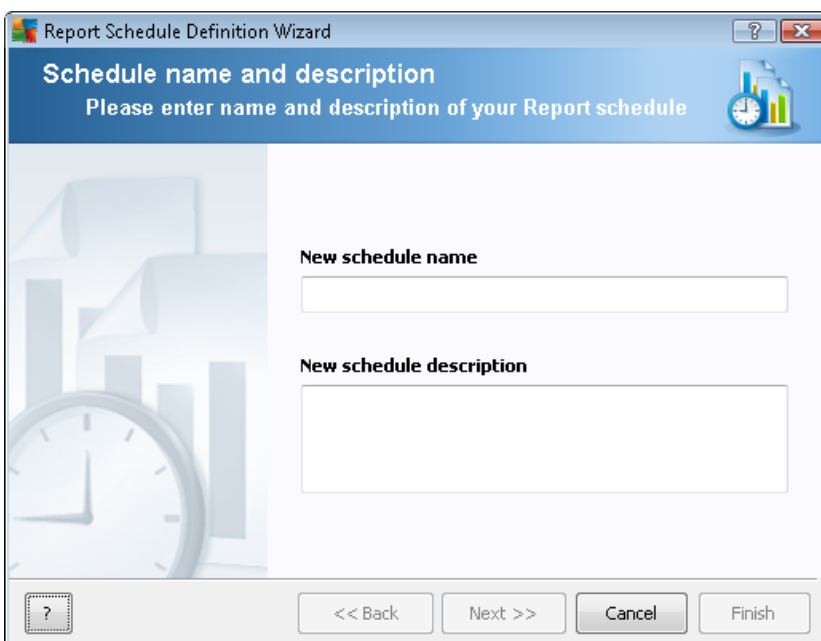 Report Schedule Definition Wizard
?
Schedule name and description
Please enter name and description of your Report schedule
New schedule name
New schedule description
?
<< Back
Next >>
Cancel
Finish